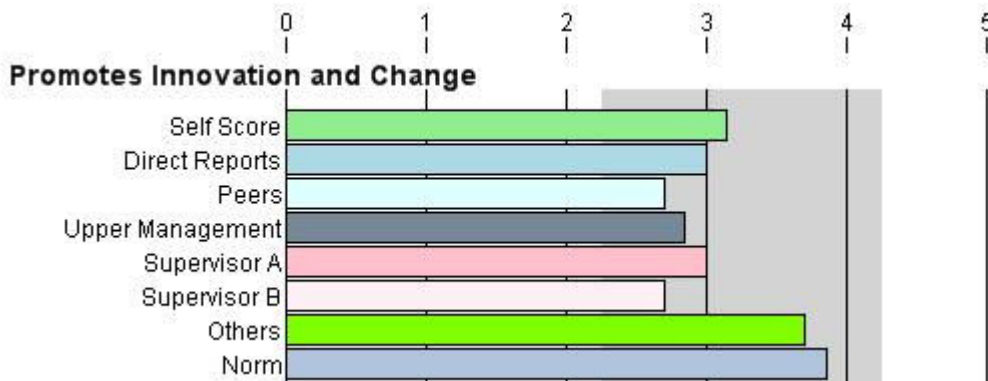 0 1 2 3 4 5
Promotes Innovation and Change
Self Score
Direct Reports
Peers
Upper Management
Supervisor A
Supervisor B
Others
Norm